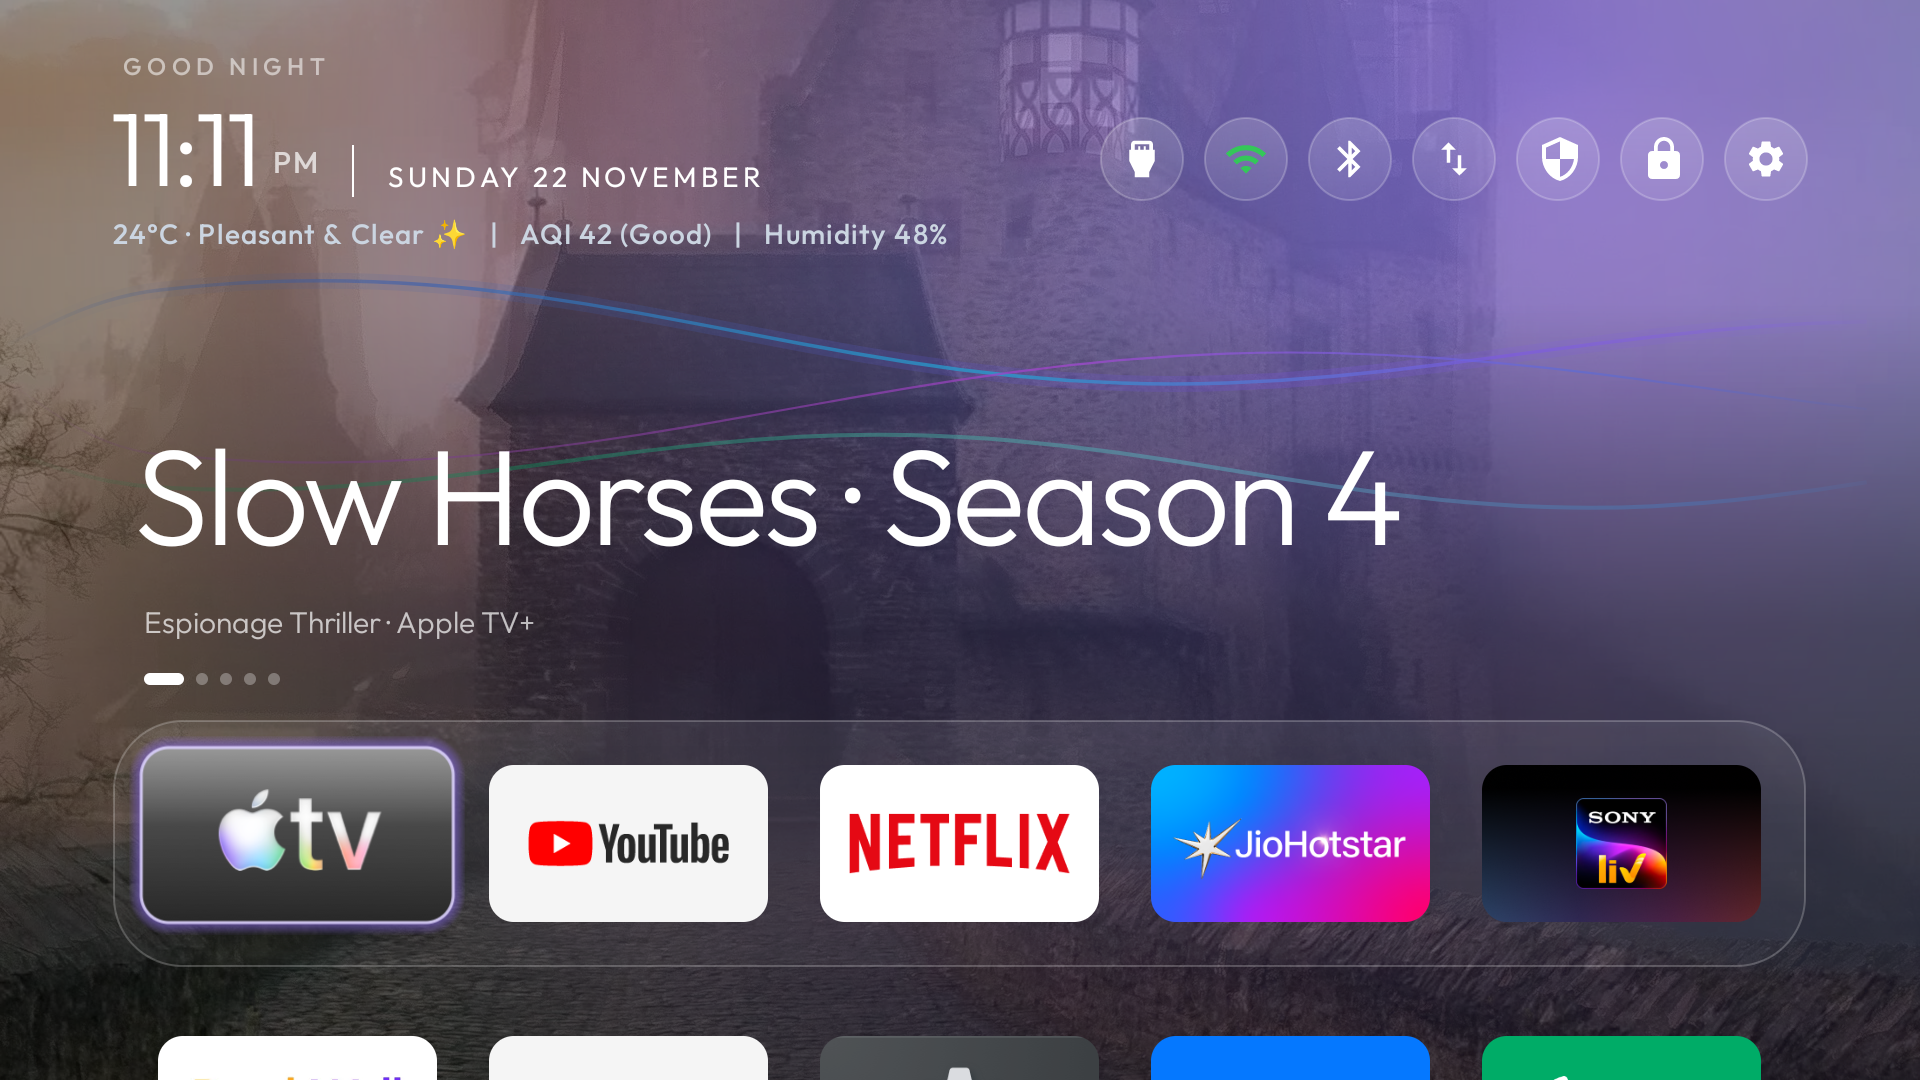 GOOD NIGHT
11:11 PM | SUNDAY 22 NOVEMBER
24°C · Pleasant & Clear ✨ | AQI 42 (Good) | Humidity 48%
Slow Horses · Season 4
Espionage Thriller · Apple TV+
tv
YouTube
NETFLIX
JioHotstar
SONY
liv